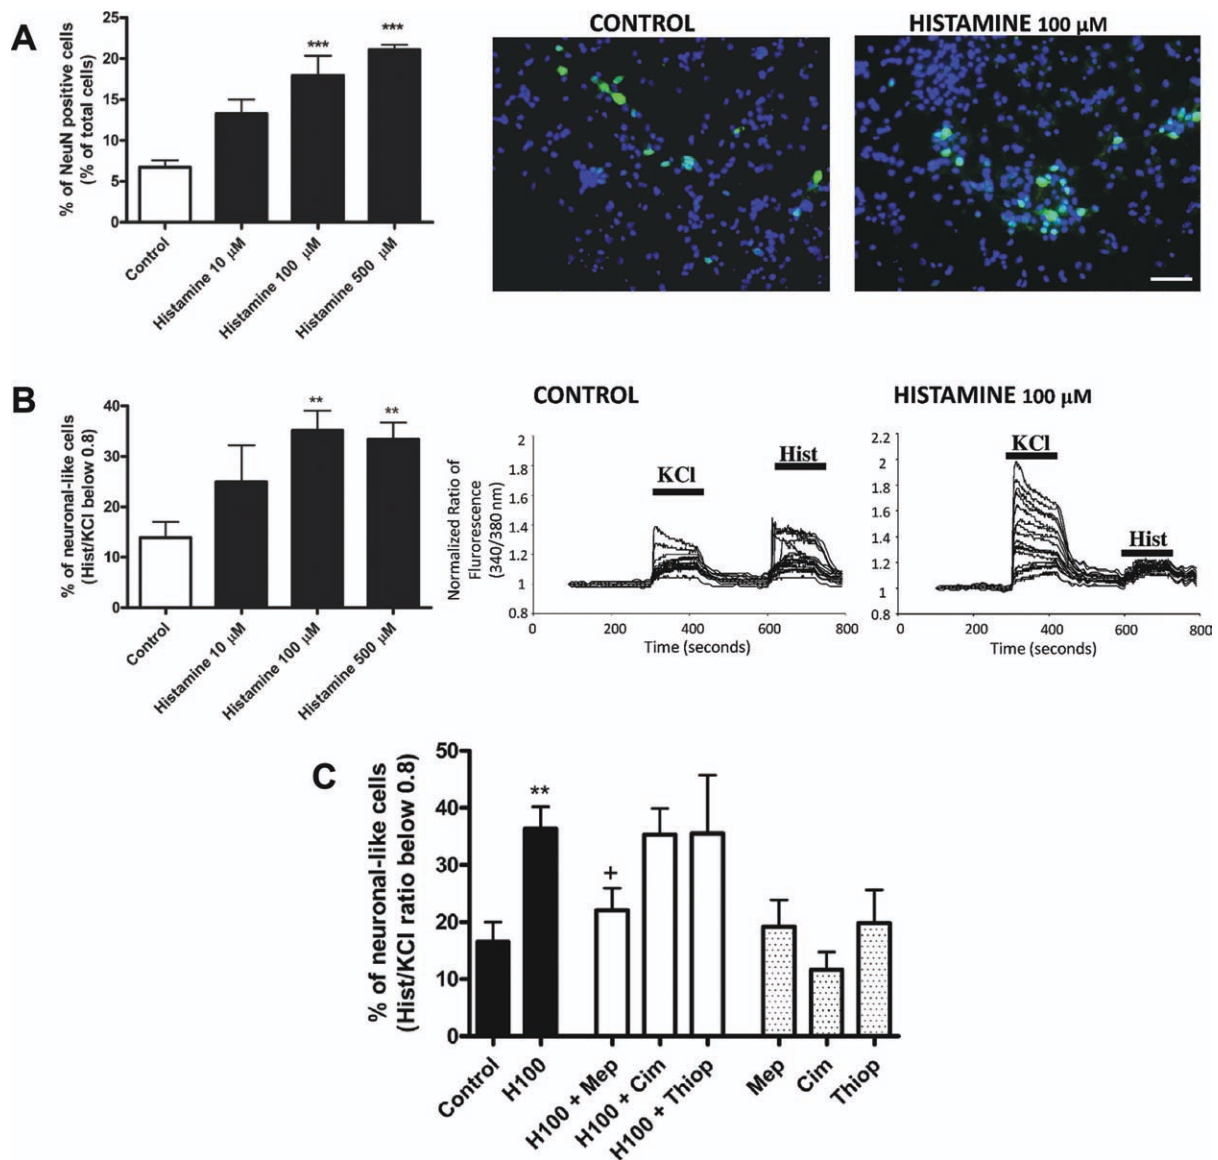 A
% of NeuN positive cells
(% of total cells)
25
20
15
10
5
0
***
***
Control
Histamine 10 µM
Histamine 100 µM
Histamine 500 µM
CONTROL
HISTAMINE 100 µM
B
% of neuronal-like cells
(Hist/KCl below 0.8)
40
30
20
10
0
**
**
Control
Histamine 10 µM
Histamine 100 µM
Histamine 500 µM
CONTROL
Normalized Ratio of
Flurorescence
(340/380 nm)
2
1.8
1.6
1.4
1.2
1
0.8
KCl
Hist
0 200 400 600 800
Time (seconds)
HISTAMINE 100 µM
2.2
2
1.8
1.6
1.4
1.2
1
0.8
KCl
Hist
0 200 400 600 800
Time (seconds)
C
% of neuronal-like cells
(Hist/KCl ratio below 0.8)
50
40
30
20
10
0
**
+
Control
H100
H100 + Mep
H100 + Cim
H100 + Thiop
Mep
Cim
Thiop